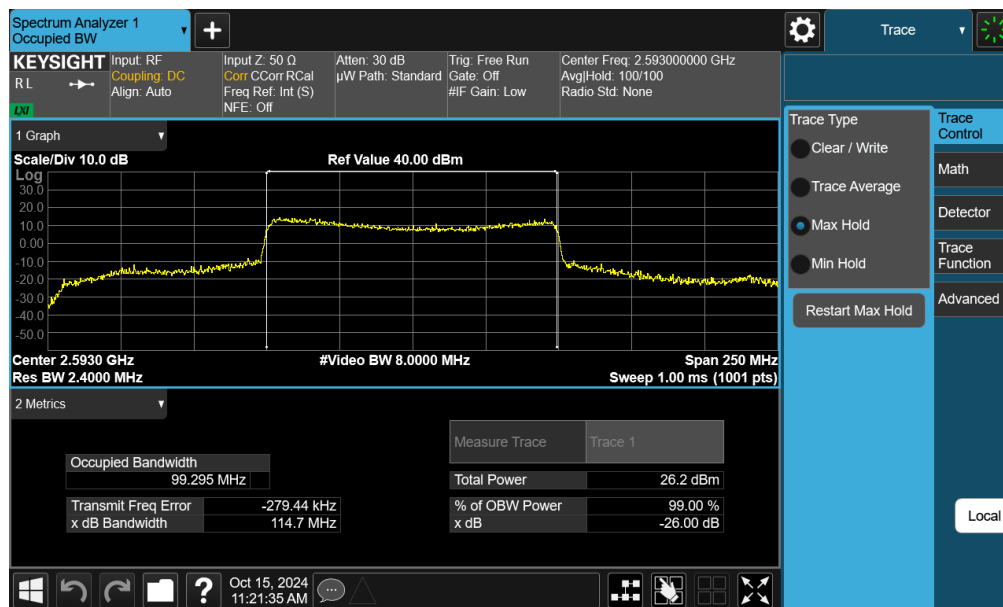 Spectrum Analyzer 1
Occupied BW
+
Trace
KEYSIGHT
R L
LXI
Input: RF
Coupling: DC
Align: Auto
Input Z: 50 Ω
Corr CCorr RCal
Freq Ref: Int (S)
NFE: Off
Atten: 30 dB
µW Path: Standard
Trig: Free Run
Gate: Off
#IF Gain: Low
Center Freq: 2.593000000 GHz
Avg|Hold: 100/100
Radio Std: None
1 Graph
Scale/Div 10.0 dB
Ref Value 40.00 dBm
Log
30.0
20.0
10.0
0.00
-10.0
-20.0
-30.0
-40.0
-50.0
Center 2.5930 GHz
#Video BW 8.0000 MHz
Span 250 MHz
Res BW 2.4000 MHz
Sweep 1.00 ms (1001 pts)
2 Metrics
Measure Trace
Trace 1
Occupied Bandwidth
99.295 MHz
Total Power
26.2 dBm
Transmit Freq Error
-279.44 kHz
% of OBW Power
99.00 %
x dB Bandwidth
114.7 MHz
x dB
-26.00 dB
Trace Type
Clear / Write
Trace Average
Max Hold
Min Hold
Restart Max Hold
Trace
Control
Math
Detector
Trace
Function
Advanced
Local
?
Oct 15, 2024
11:21:35 AM